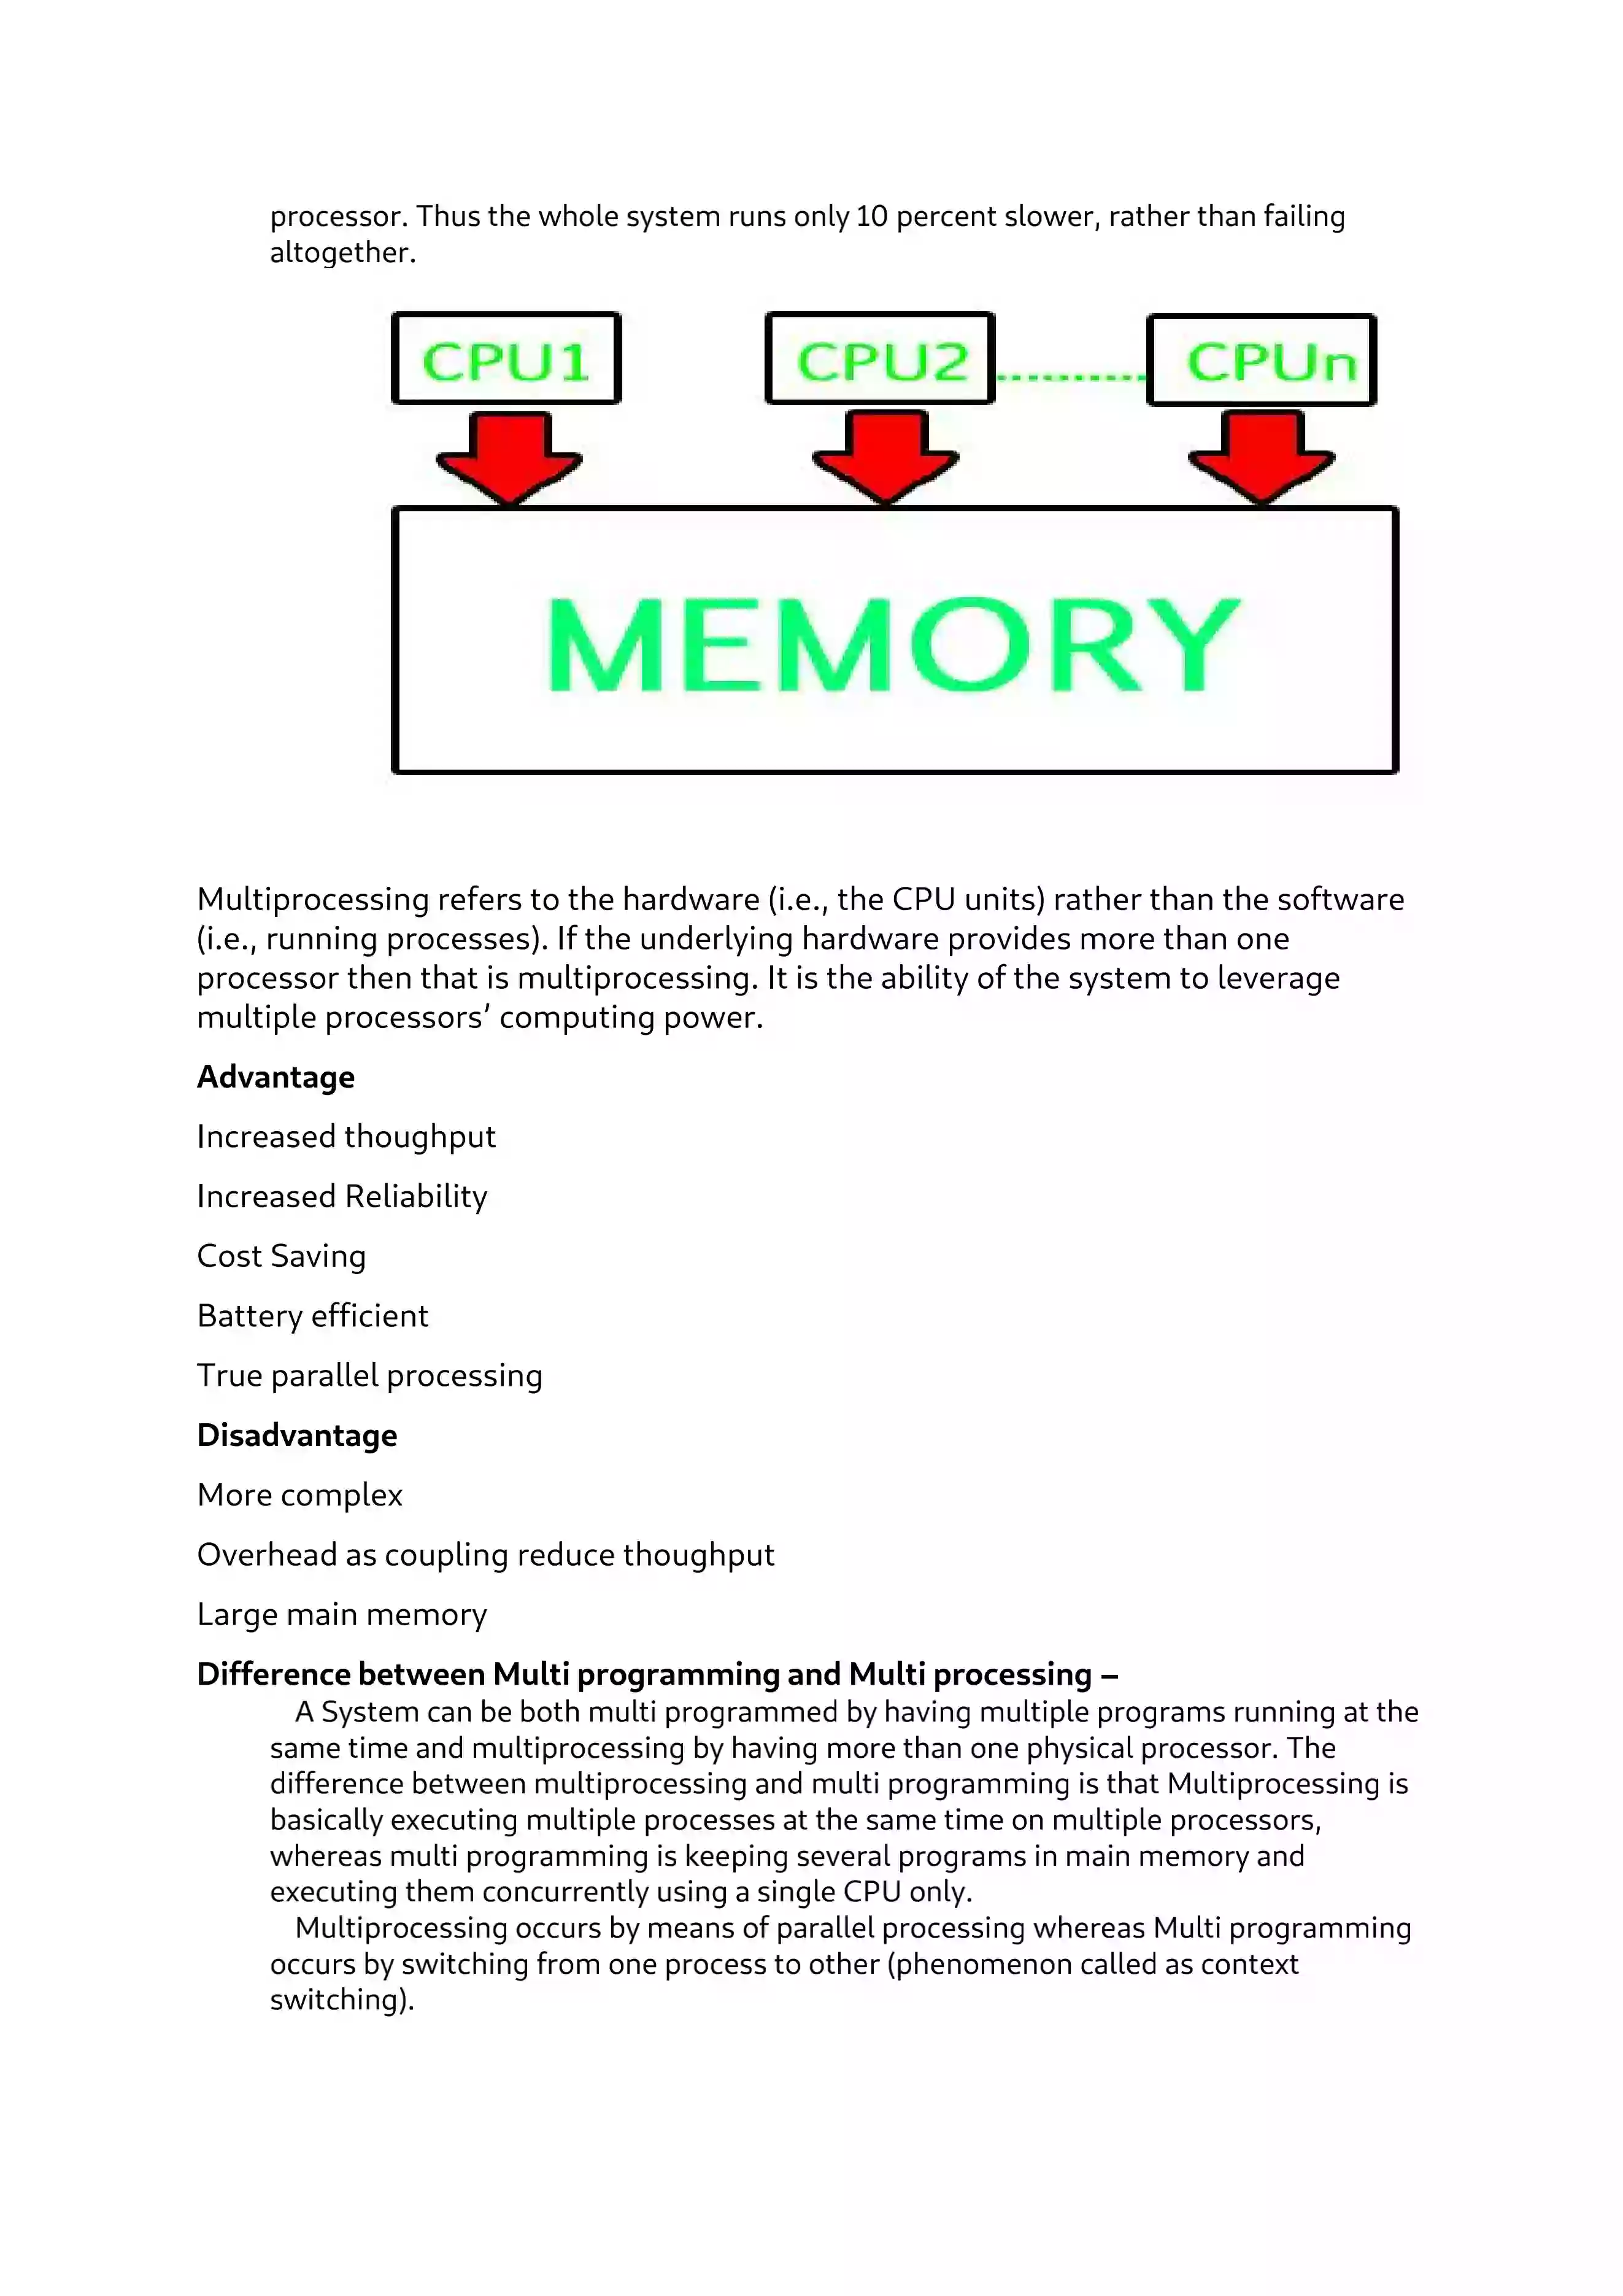 processor. Thus the whole system runs only 10 percent slower, rather than failing
altogether.
CPU1 CPU2 CPUn
MEMORY
Multiprocessing refers to the hardware (i.e., the CPU units) rather than the software
(i.e., running processes). If the underlying hardware provides more than one
processor then that is multiprocessing. It is the ability of the system to leverage
multiple processors’ computing power.
Advantage
Increased thoughput
Increased Reliability
Cost Saving
Battery efficient
True parallel processing
Disadvantage
More complex
Overhead as coupling reduce thoughput
Large main memory
Difference between Multi programming and Multi processing –
A System can be both multi programmed by having multiple programs running at the
same time and multiprocessing by having more than one physical processor. The
difference between multiprocessing and multi programming is that Multiprocessing is
basically executing multiple processes at the same time on multiple processors,
whereas multi programming is keeping several programs in main memory and
executing them concurrently using a single CPU only.
Multiprocessing occurs by means of parallel processing whereas Multi programming
occurs by switching from one process to other (phenomenon called as context
switching).